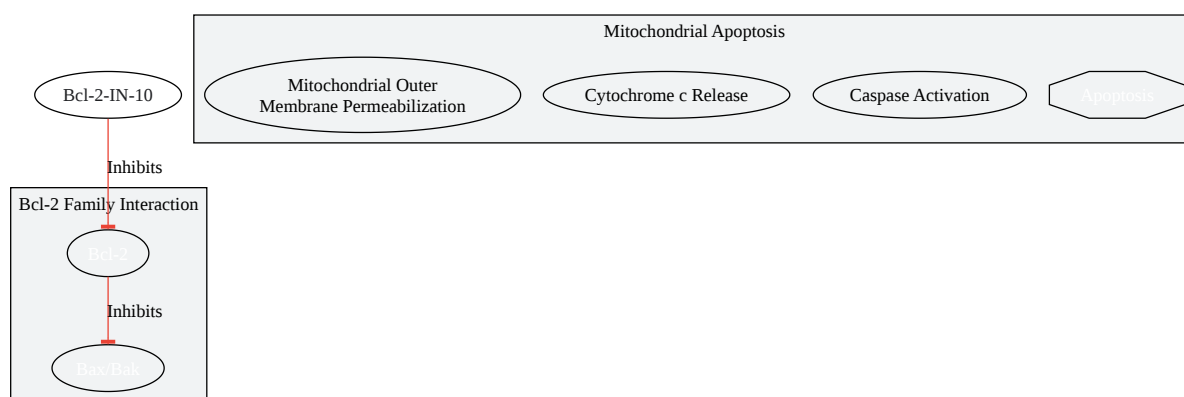 Mitochondrial Apoptosis
Bcl-2-IN-10
Mitochondrial Outer
Membrane Permeabilization
Cytochrome c Release
Caspase Activation
Apoptosis
Inhibits
Bcl-2 Family Interaction
Bcl-2
Inhibits
Bax/Bak